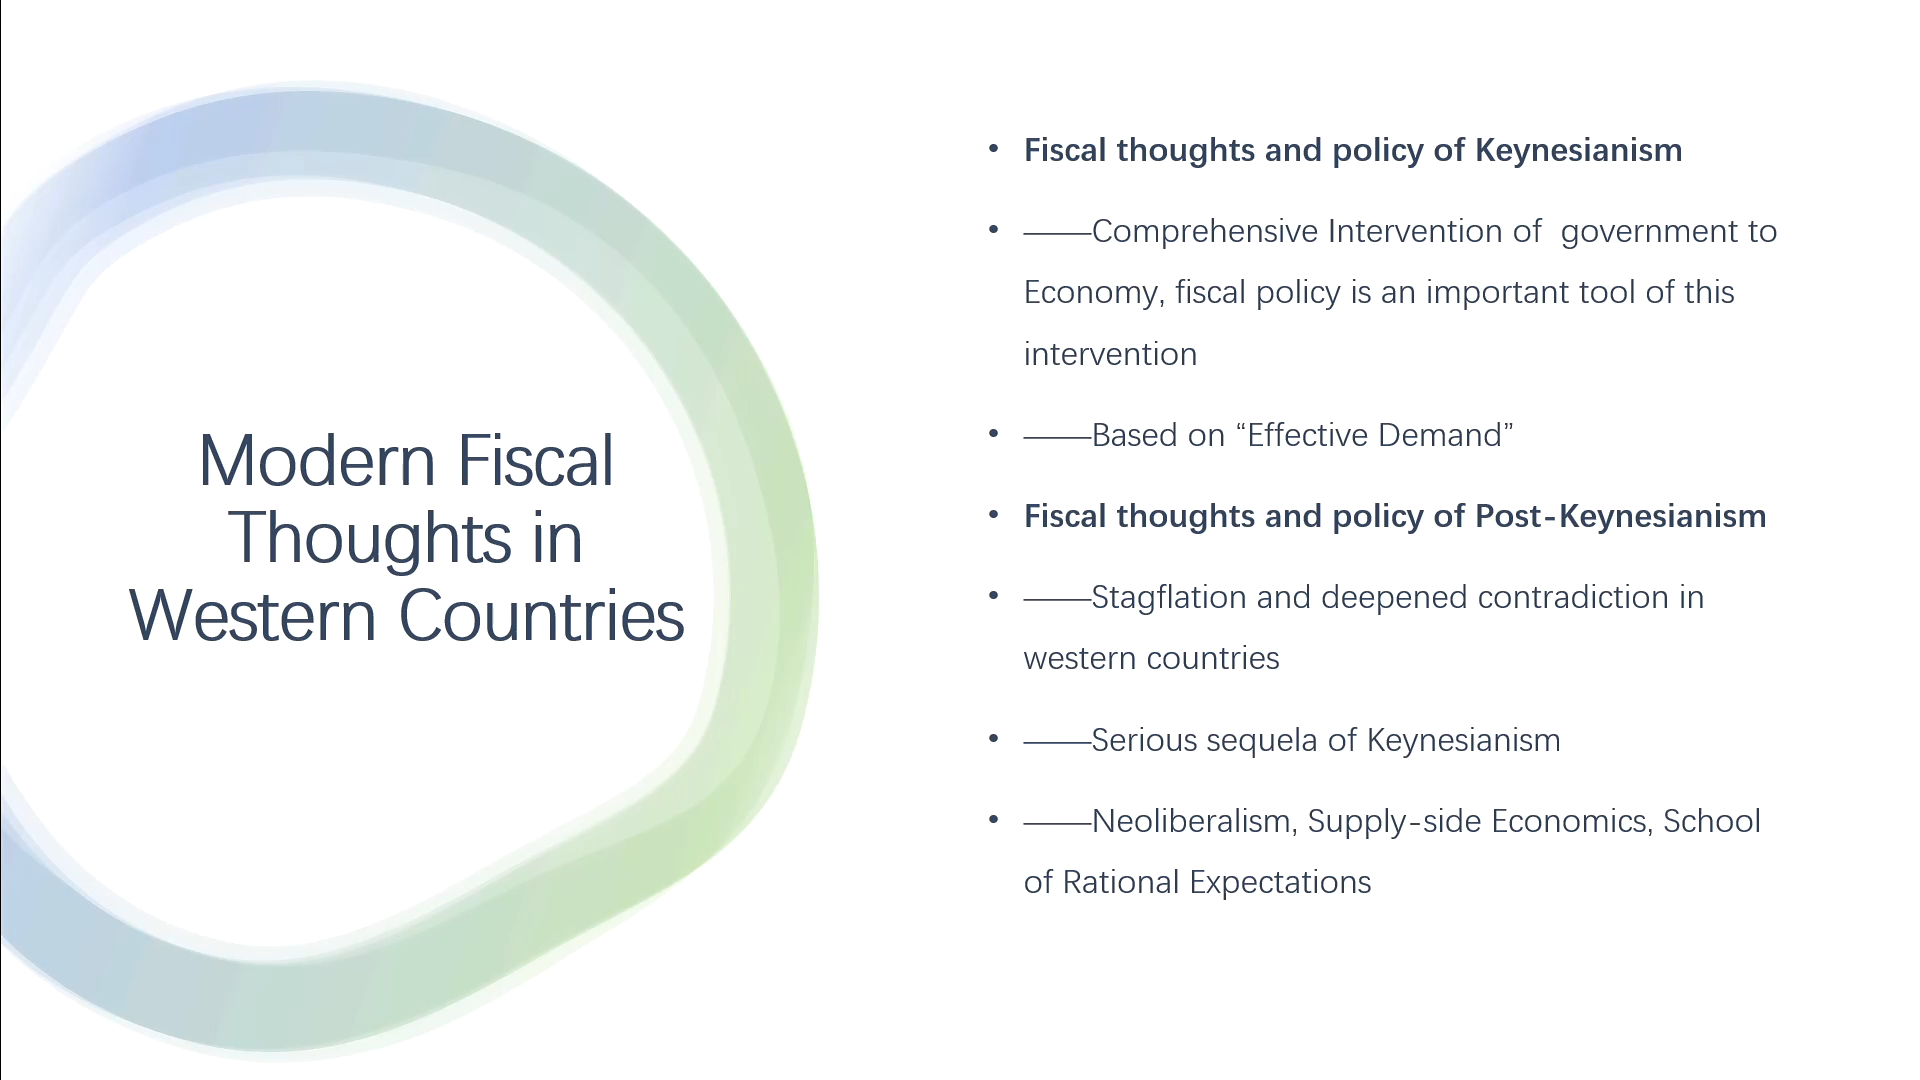 Modern Fiscal
Thoughts in
Western Countries
• Fiscal thoughts and policy of Keynesianism
• ——Comprehensive Intervention of  government to
Economy, fiscal policy is an important tool of this
intervention
• ——Based on “Effective Demand”
• Fiscal thoughts and policy of Post-Keynesianism
• ——Stagflation and deepened contradiction in
western countries
• ——Serious sequela of Keynesianism
• ——Neoliberalism, Supply-side Economics, School
of Rational Expectations